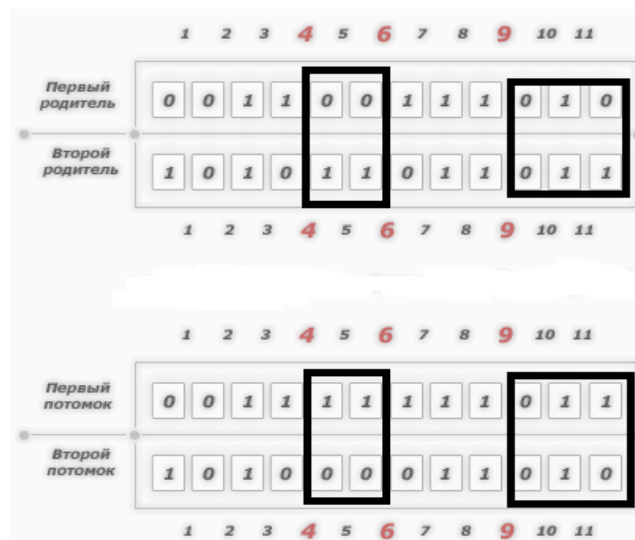 1 2 3 4 5 6 7 8 9 10 11
Первый
родитель
0 0 1 1 0 0 1 1 1 0 1 0
Второй
родитель
1 0 1 0 1 1 0 1 1 0 1 1
1 2 3 4 5 6 7 8 9 10 11
1 2 3 4 5 6 7 8 9 10 11
Первый
потомок
0 0 1 1 1 1 1 1 1 0 1 1
Второй
потомок
1 0 1 0 0 0 0 1 1 0 1 0
1 2 3 4 5 6 7 8 9 10 11